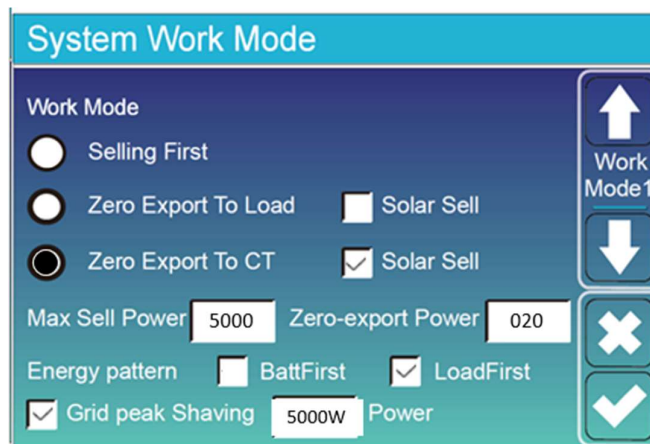 System Work Mode
Work Mode
Selling First
Zero Export To Load Solar Sell
Zero Export To CT Solar Sell
Max Sell Power 5000 Zero-export Power 020
Energy pattern BattFirst LoadFirst
Grid peak Shaving 5000W Power
Work
Mode1